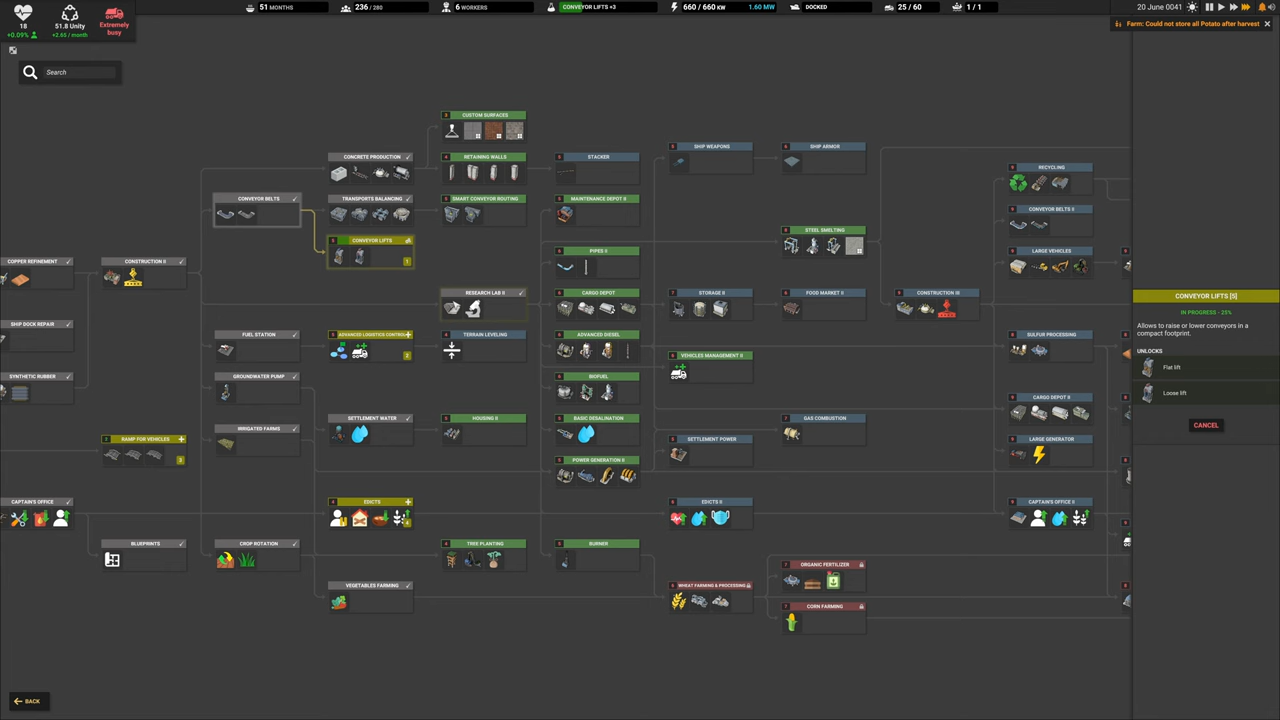 18
+0.09%
51.8 Unity
+2.65 / month
Extremely
busy
51 MONTHS
236 / 280
6 WORKERS
CONVEYOR LIFTS +3
660 / 660 KW
1.60 MW
DOCKED
25 / 60
1 / 1
20 June 0041
Farm: Could not store all Potato after harvest
Search
CUSTOM SURFACES
CONCRETE PRODUCTION
RETAINING WALLS
STACKER
SHIP WEAPONS
SHIP ARMOR
RECYCLING
CONVEYOR BELTS
TRANSPORTS BALANCING
SMART CONVEYOR ROUTING
MAINTENANCE DEPOT II
CONVEYOR BELTS II
STEEL SMELTING
CONVEYOR LIFTS
1
PIPES II
LARGE VEHICLES
COPPER REFINEMENT
CONSTRUCTION II
RESEARCH LAB II
CARGO DEPOT
STORAGE II
FOOD MARKET II
CONSTRUCTION III
CONVEYOR LIFTS [5]
IN PROGRESS - 25%
Allows to raise or lower conveyors in a
compact footprint.
UNLOCKS
Flat lift
Loose lift
CANCEL
SHIP DOCK REPAIR
FUEL STATION
ADVANCED LOGISTICS CONTROL
TERRAIN LEVELING
ADVANCED DIESEL
SULFUR PROCESSING
VEHICLES MANAGEMENT II
SYNTHETIC RUBBER
GROUNDWATER PUMP
BIOFUEL
CARGO DEPOT II
IRRIGATED FARMS
SETTLEMENT WATER
HOUSING II
BASIC DESALINATION
SETTLEMENT POWER
GAS COMBUSTION
LARGE GENERATOR
RAMP FOR VEHICLES
POWER GENERATION II
CAPTAIN'S OFFICE
EDICTS
4
EDICTS II
CAPTAIN'S OFFICE II
BLUEPRINTS
CROP ROTATION
TREE PLANTING
BURNER
ORGANIC FERTILIZER
VEGETABLES FARMING
WHEAT FARMING & PROCESSING
CORN FARMING
BACK